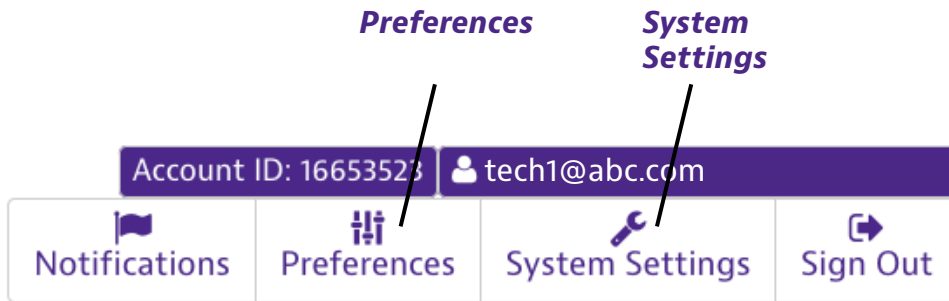 Preferences
System
Settings
Account ID: 16653523
tech1@abc.com
Notifications
Preferences
System Settings
Sign Out